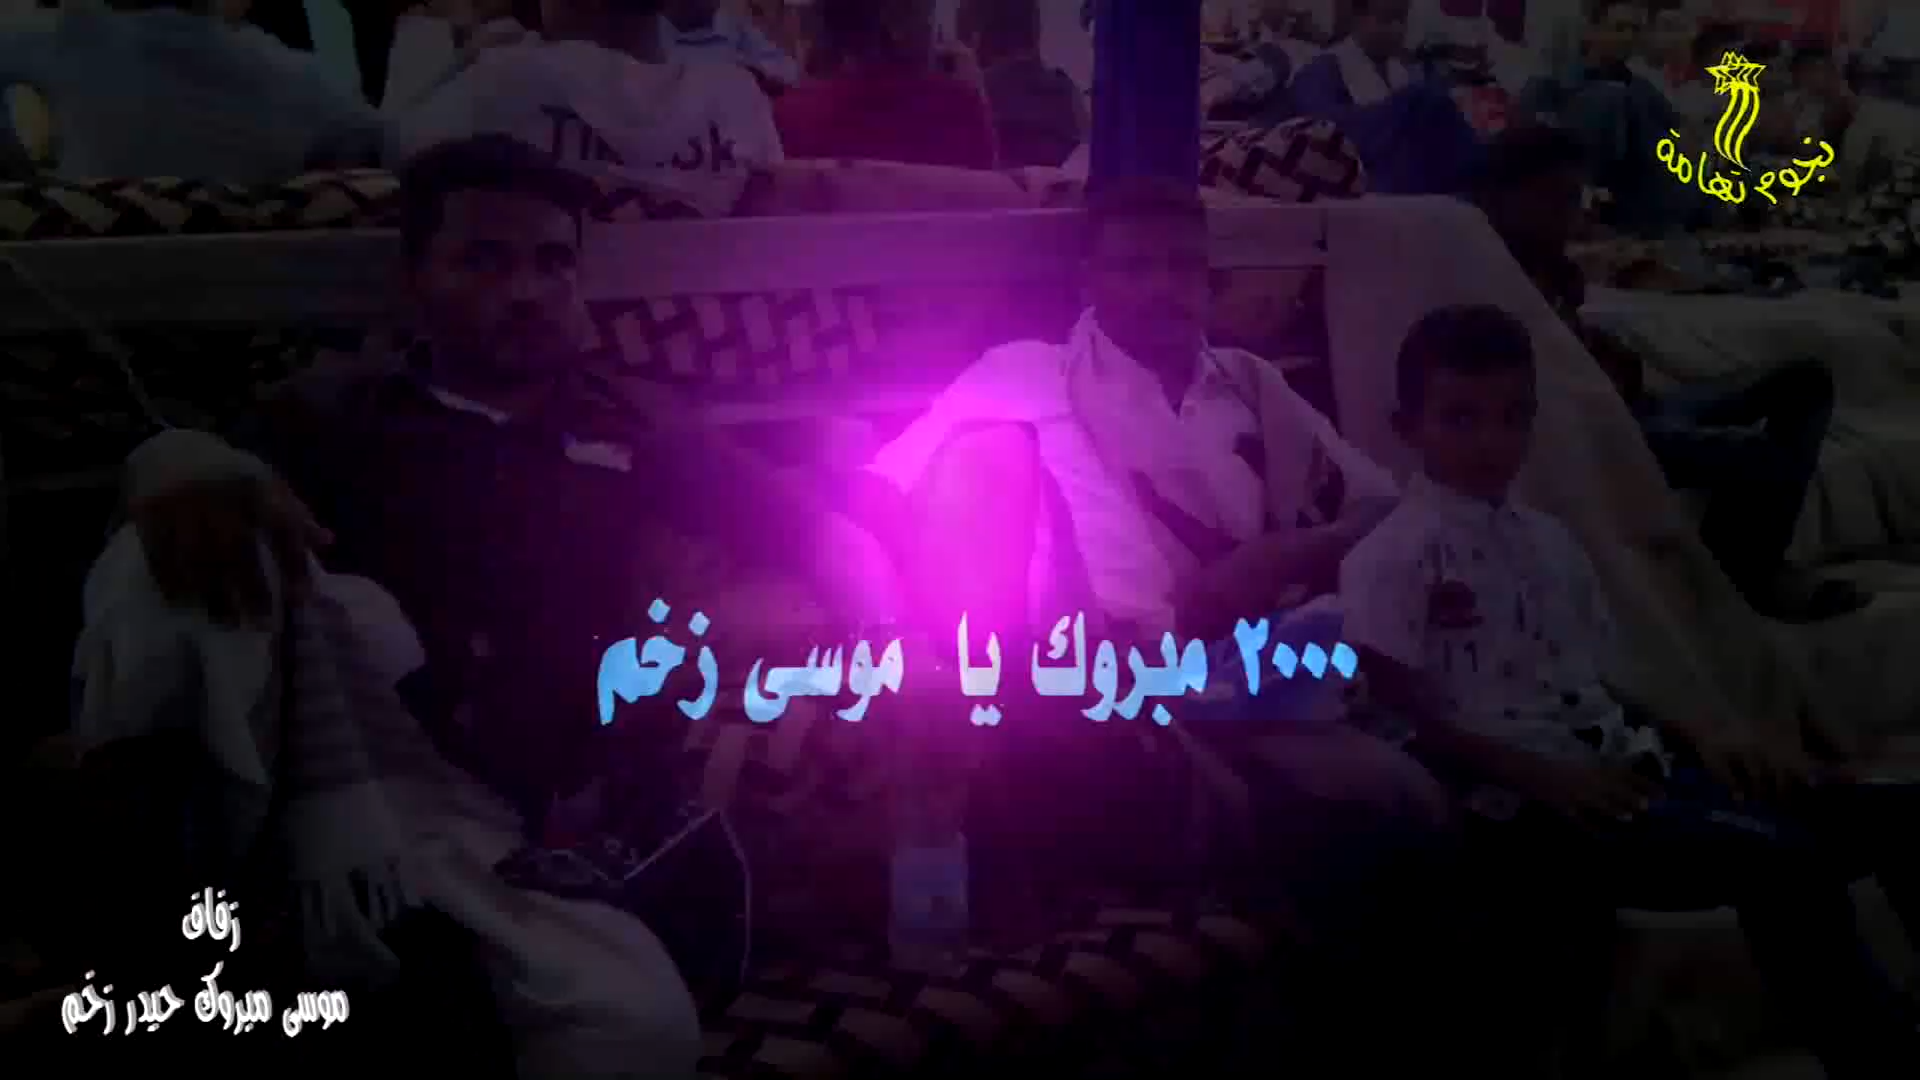 نجوم تهامة
٢٠٠٠ مبروك يا موسى زخم
زفاف
موسى مبروك حيدر زخم